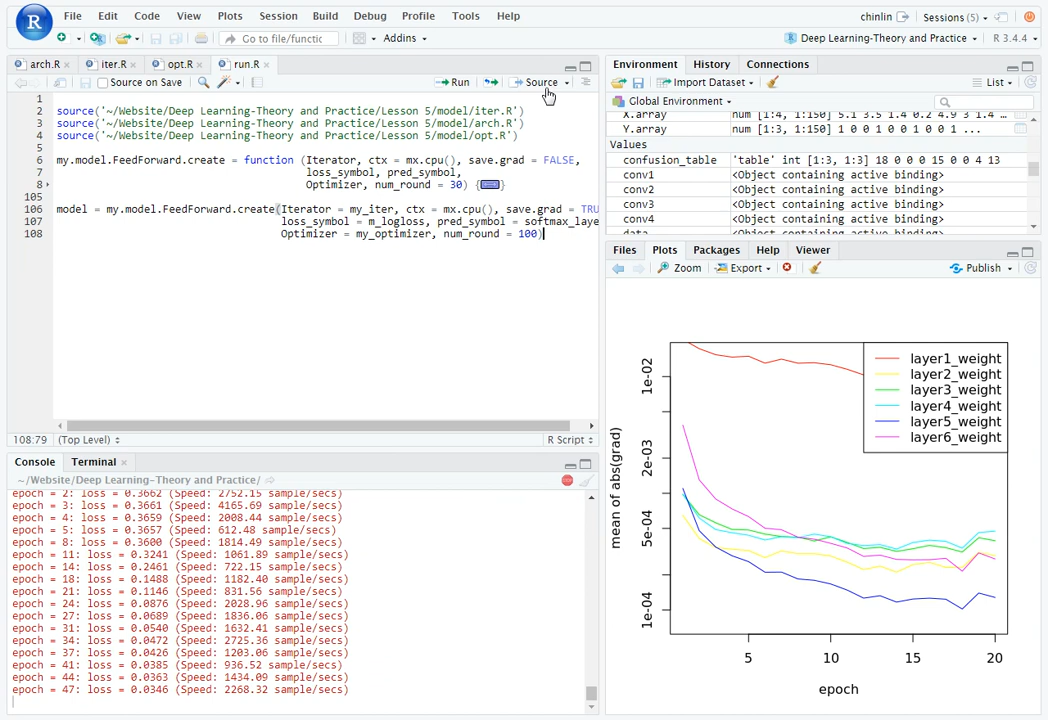 File Edit Code View Plots Session Build Debug Profile Tools Help
chinlin Sessions (5)
Go to file/functic Addins
Deep Learning-Theory and Practice R 3.4.4
arch.R iter.R opt.R run.R
Source on Save Run Source
1
2 source('~/Website/Deep Learning-Theory and Practice/Lesson 5/model/iter.R')
3 source('~/Website/Deep Learning-Theory and Practice/Lesson 5/model/arch.R')
4 source('~/Website/Deep Learning-Theory and Practice/Lesson 5/model/opt.R')
5
6 my.model.FeedForward.create = function (Iterator, ctx = mx.cpu(), save.grad = FALSE,
7 loss_symbol, pred_symbol,
8 Optimizer, num_round = 30) {
105
106 model = my.model.FeedForward.create(Iterator = my_iter, ctx = mx.cpu(), save.grad = TRU
107 loss_symbol = m_logloss, pred_symbol = softmax_laye
108 Optimizer = my_optimizer, num_round = 100)
108:79 (Top Level) R Script
Console Terminal
~/Website/Deep Learning-Theory and Practice/
epoch = 2: loss = 0.3662 (Speed: 2752.15 sample/secs)
epoch = 3: loss = 0.3661 (Speed: 4165.69 sample/secs)
epoch = 4: loss = 0.3659 (Speed: 2008.44 sample/secs)
epoch = 5: loss = 0.3657 (Speed: 612.48 sample/secs)
epoch = 8: loss = 0.3600 (Speed: 1814.49 sample/secs)
epoch = 11: loss = 0.3241 (Speed: 1061.89 sample/secs)
epoch = 14: loss = 0.2461 (Speed: 722.15 sample/secs)
epoch = 18: loss = 0.1488 (Speed: 1182.40 sample/secs)
epoch = 21: loss = 0.1146 (Speed: 831.56 sample/secs)
epoch = 24: loss = 0.0876 (Speed: 2028.96 sample/secs)
epoch = 27: loss = 0.0689 (Speed: 1836.06 sample/secs)
epoch = 31: loss = 0.0540 (Speed: 1632.41 sample/secs)
epoch = 34: loss = 0.0472 (Speed: 2725.36 sample/secs)
epoch = 37: loss = 0.0426 (Speed: 1203.06 sample/secs)
epoch = 41: loss = 0.0385 (Speed: 936.52 sample/secs)
epoch = 44: loss = 0.0363 (Speed: 1434.09 sample/secs)
epoch = 47: loss = 0.0346 (Speed: 2268.32 sample/secs)
Environment History Connections
Import Dataset List
Global Environment
X.array num [1:4, 1:150] 5.1 3.5 1.4 0.2 4.9 3 1.4 …
Y.array num [1:3, 1:150] 1 0 0 1 0 0 1 0 0 1 ...
Values
confusion_table 'table' int [1:3, 1:3] 18 0 0 0 15 0 0 4 13
conv1 <Object containing active binding>
conv2 <Object containing active binding>
conv3 <Object containing active binding>
conv4 <Object containing active binding>
data <Object containing active binding>
Files Plots Packages Help Viewer
Zoom Export Publish
layer1_weight
layer2_weight
layer3_weight
layer4_weight
layer5_weight
layer6_weight
mean of abs(grad)
1e-02
2e-03
5e-04
1e-04
5 10 15 20
epoch